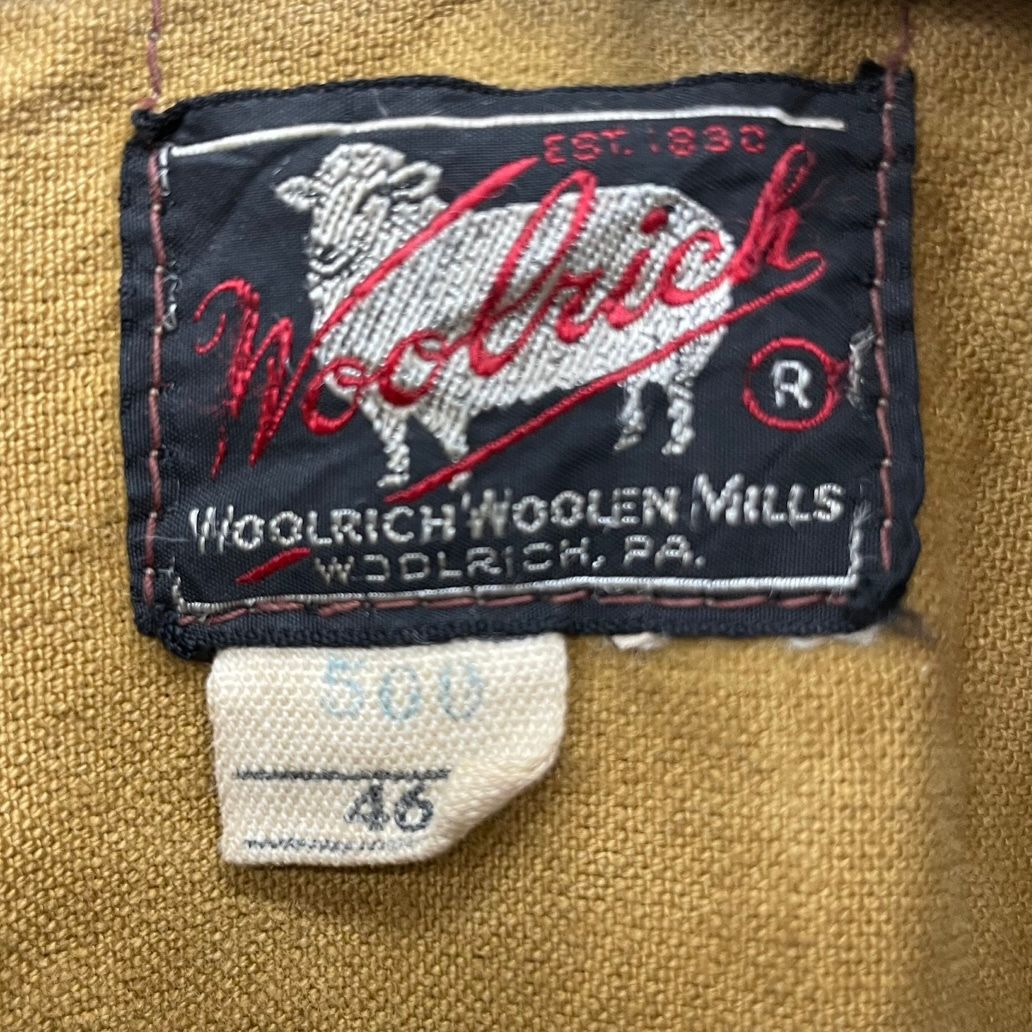 EST. 1830
Woolrich
R
WOOLRICH WOOLEN MILLS
WOOLRICH, PA.
500
46